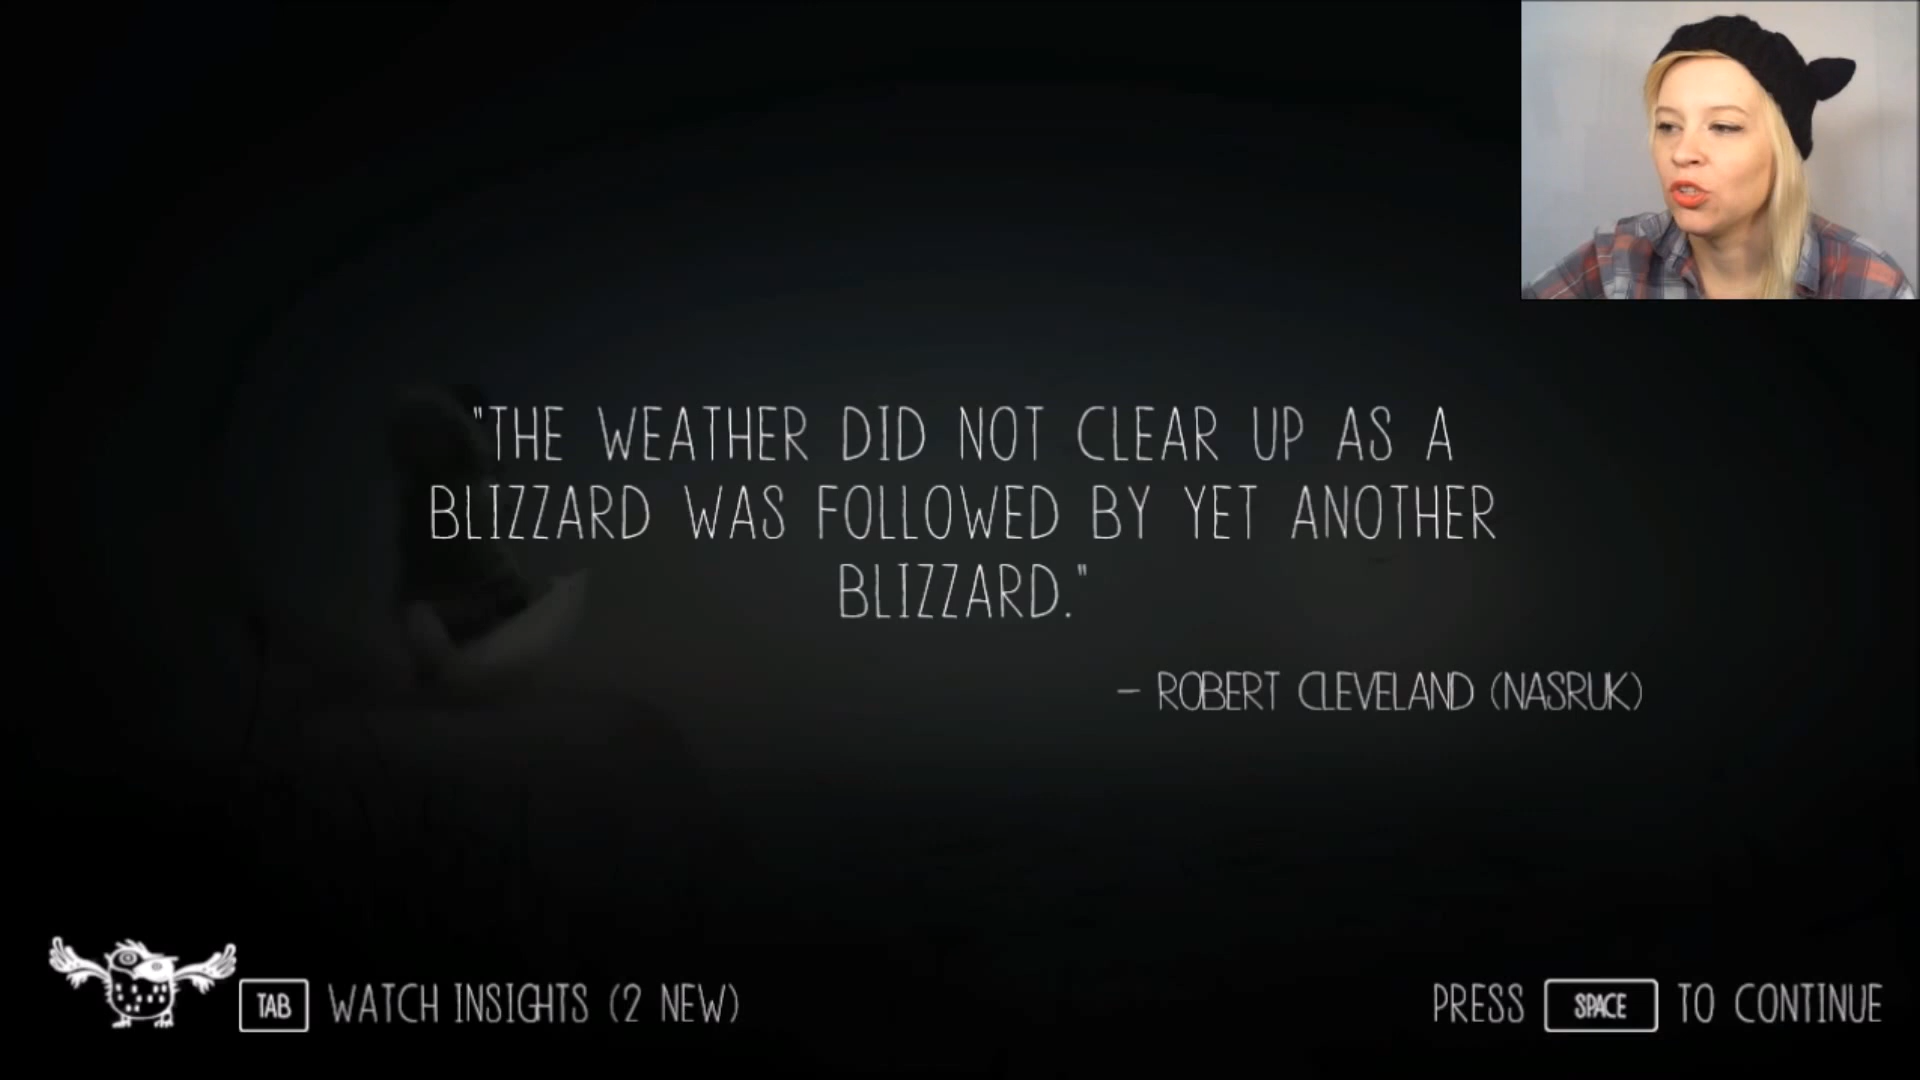 "THE WEATHER DID NOT CLEAR UP AS A
BLIZZARD WAS FOLLOWED BY YET ANOTHER
BLIZZARD."
— ROBERT CLEVELAND (NASRUK)
TAB WATCH INSIGHTS (2 NEW)
PRESS SPACE TO CONTINUE